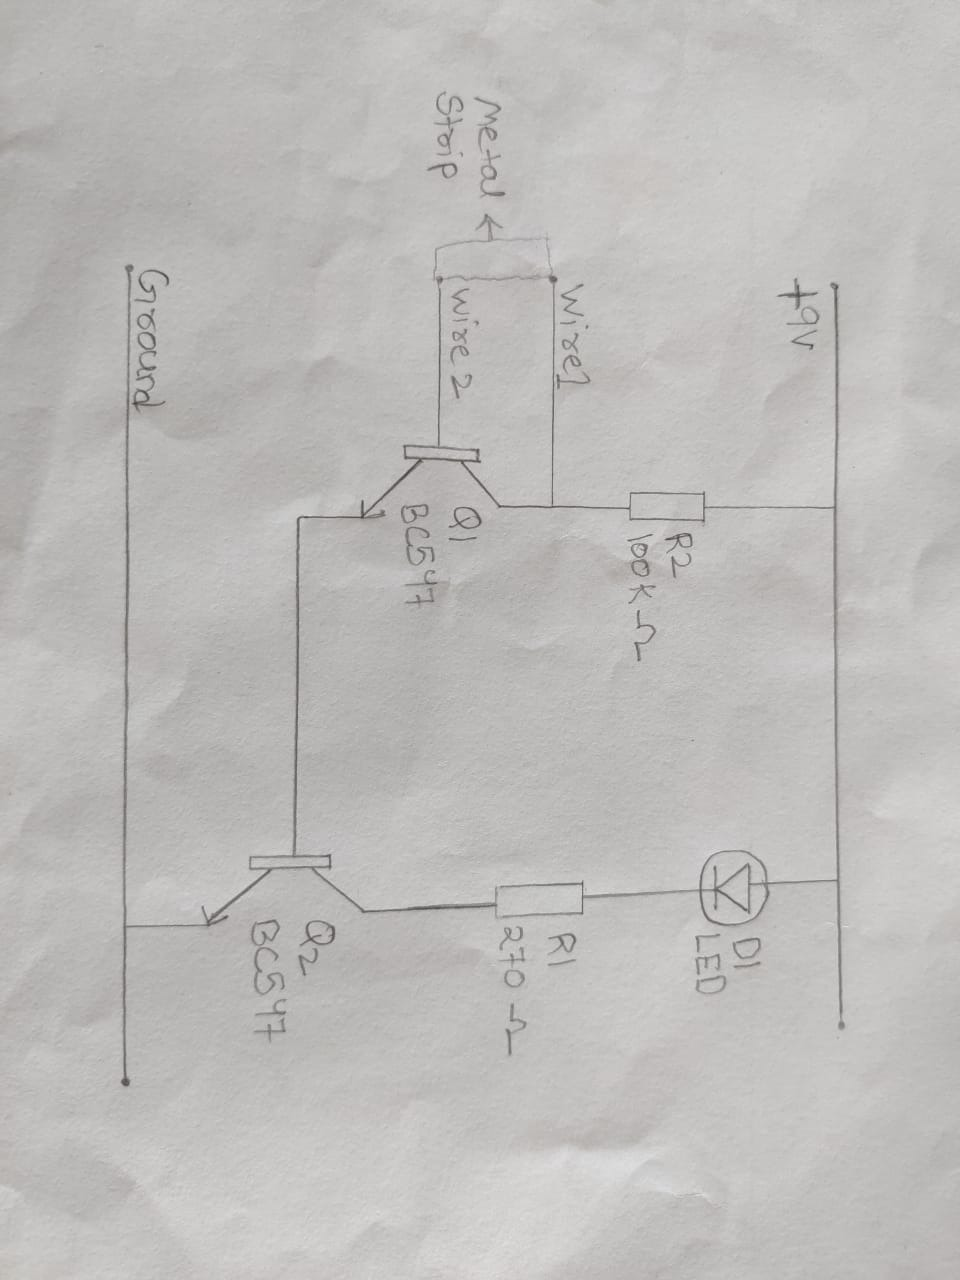 +9V
R2
100K Ω
D1
LED
Wire1
Metal
Strip
Wire 2
Q1
BC547
R1
270 Ω
Q2
BC547
Ground